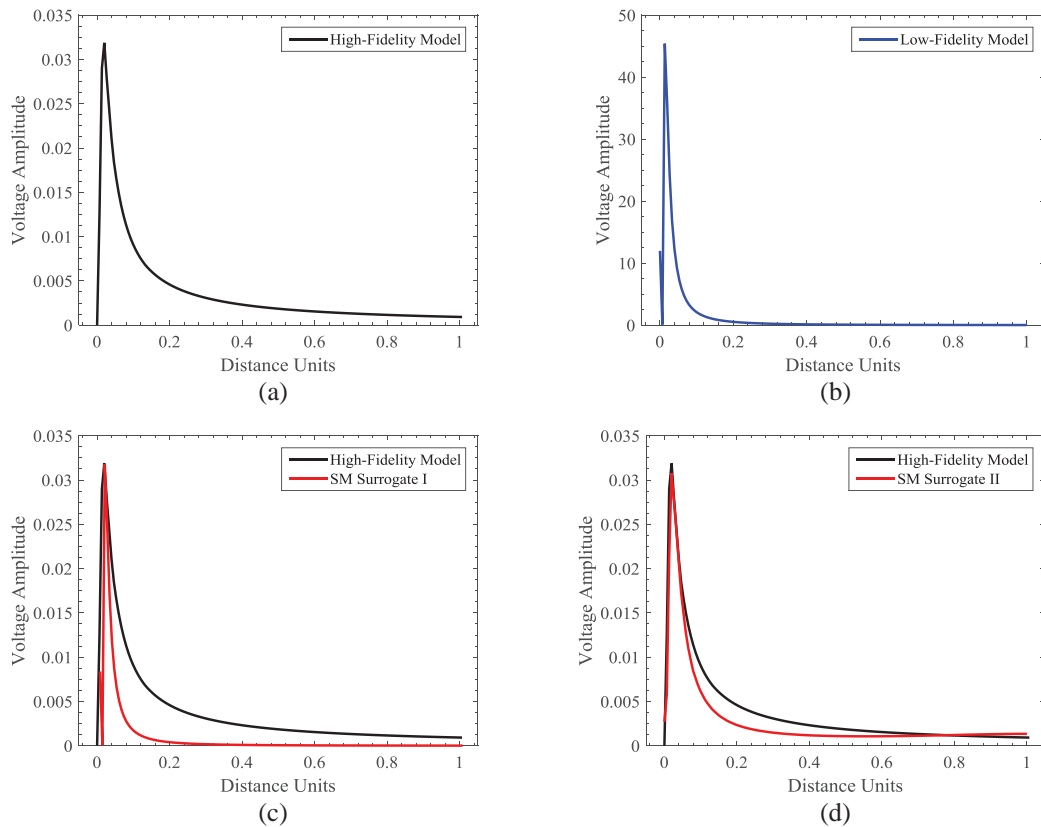 0.035
0.03
0.025
0.02
0.015
0.01
0.005
0
Voltage Amplitude
High-Fidelity Model
0 0.2 0.4 0.6 0.8 1
Distance Units
(a)
50
40
30
20
10
0
Voltage Amplitude
Low-Fidelity Model
0 0.2 0.4 0.6 0.8 1
Distance Units
(b)
0.035
0.03
0.025
0.02
0.015
0.01
0.005
0
Voltage Amplitude
High-Fidelity Model
SM Surrogate I
0 0.2 0.4 0.6 0.8 1
Distance Units
(c)
0.035
0.03
0.025
0.02
0.015
0.01
0.005
0
Voltage Amplitude
High-Fidelity Model
SM Surrogate II
0 0.2 0.4 0.6 0.8 1
Distance Units
(d)